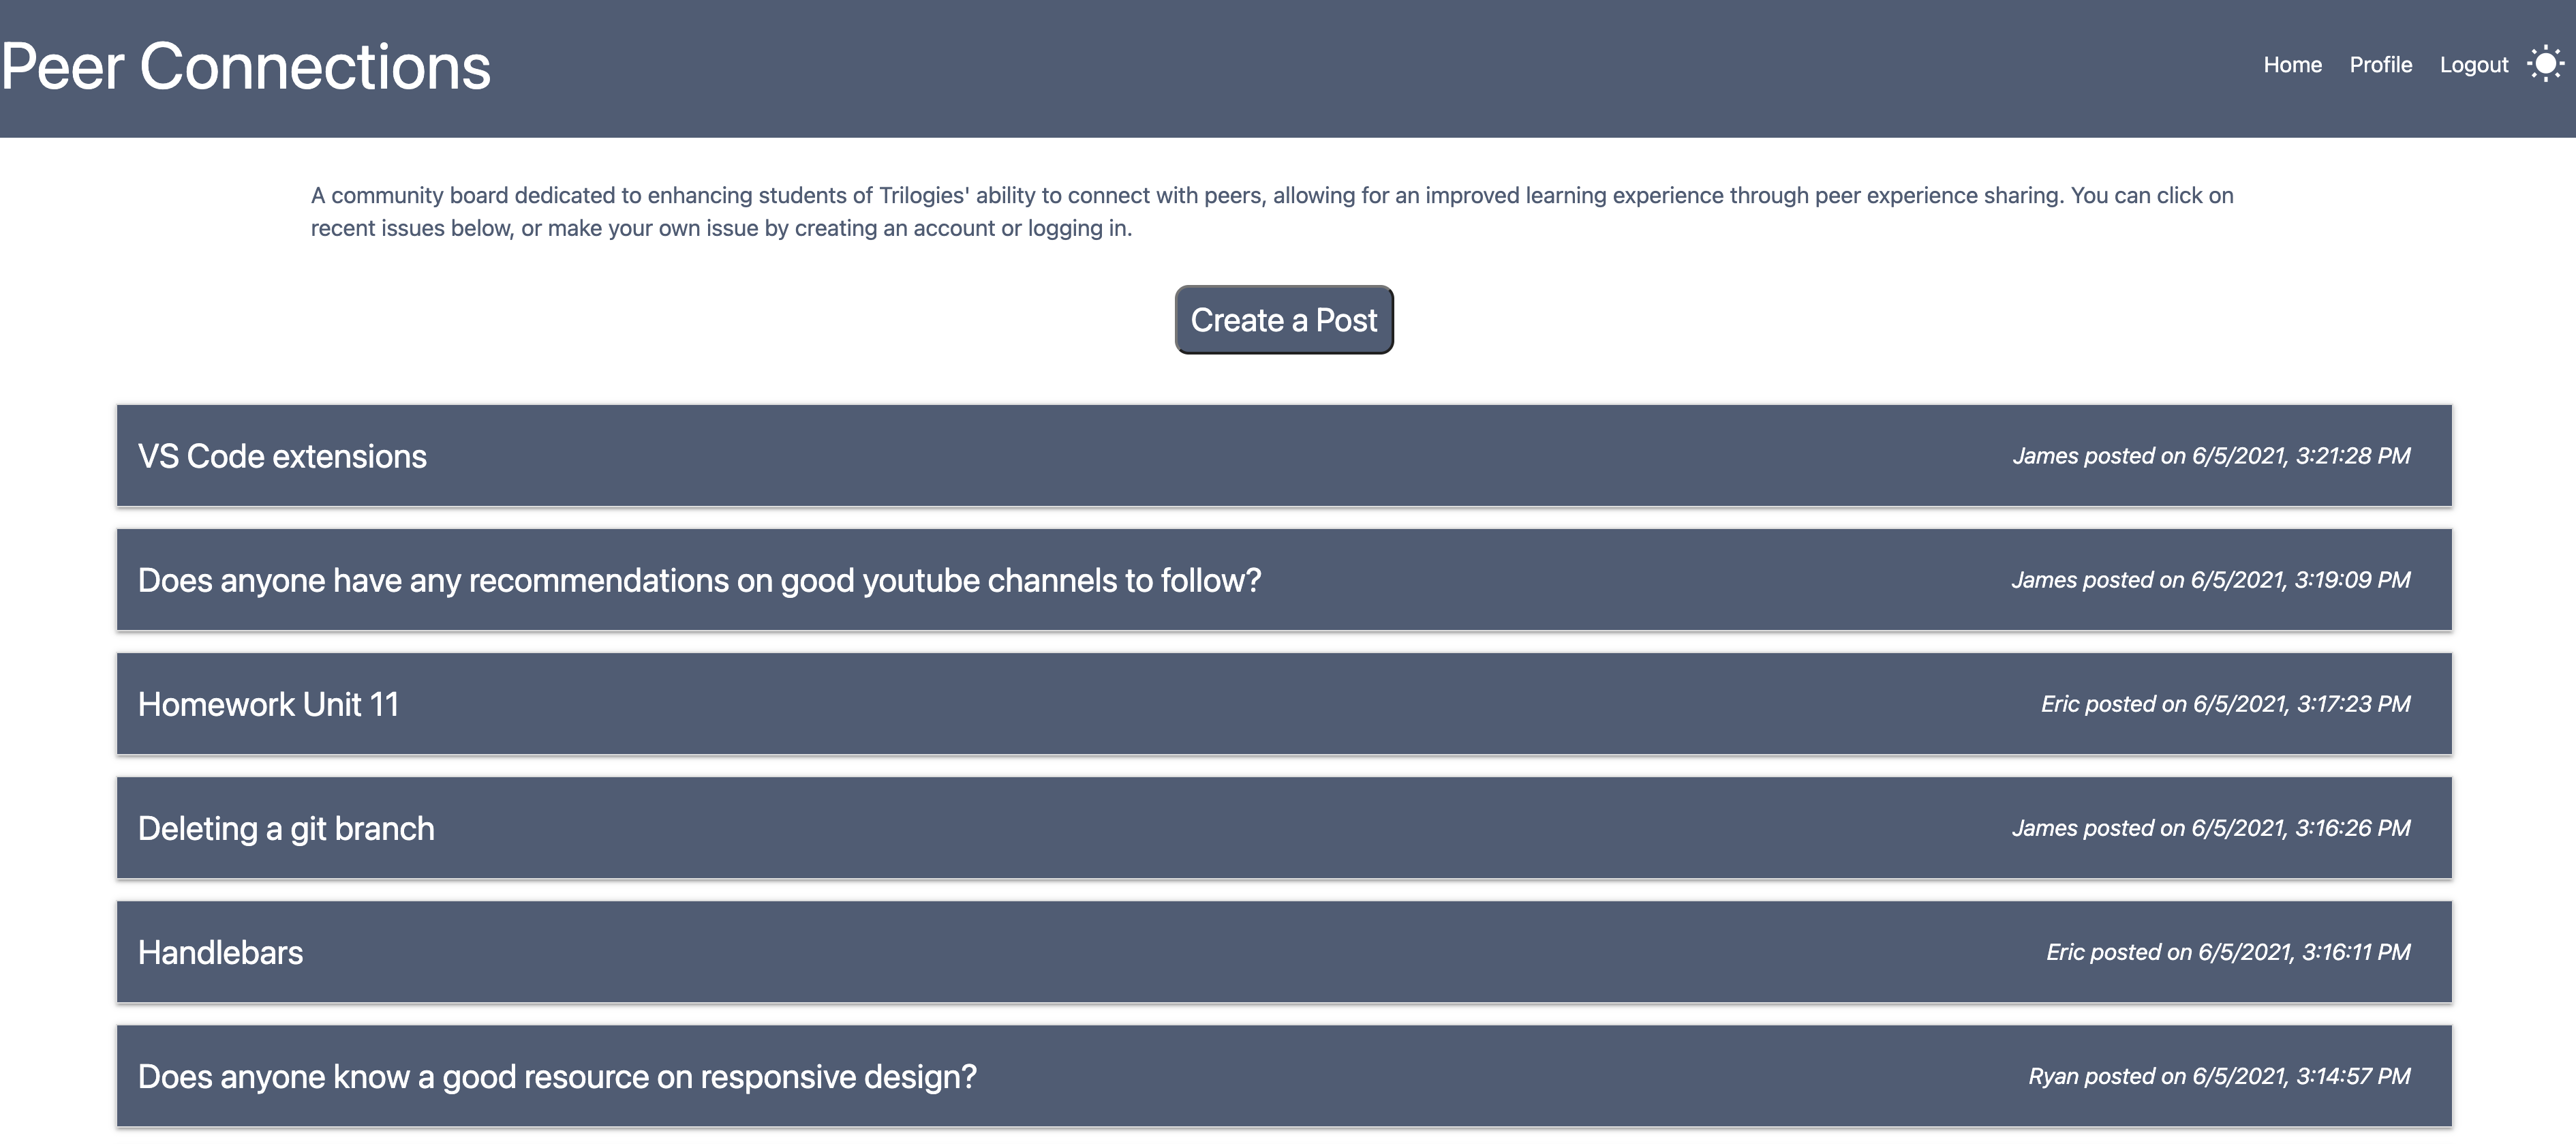 Peer Connections
Home Profile Logout
A community board dedicated to enhancing students of Trilogies' ability to connect with peers, allowing for an improved learning experience through peer experience sharing. You can click on
recent issues below, or make your own issue by creating an account or logging in.
Create a Post
VS Code extensions James posted on 6/5/2021, 3:21:28 PM
Does anyone have any recommendations on good youtube channels to follow? James posted on 6/5/2021, 3:19:09 PM
Homework Unit 11 Eric posted on 6/5/2021, 3:17:23 PM
Deleting a git branch James posted on 6/5/2021, 3:16:26 PM
Handlebars Eric posted on 6/5/2021, 3:16:11 PM
Does anyone know a good resource on responsive design? Ryan posted on 6/5/2021, 3:14:57 PM